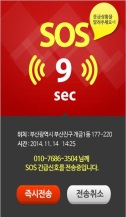 응급상황을
알려주세요!
SOS
9
sec
위치 : 부산광역시 부산진구 개금1동 177-220
시간 : 2014. 11. 14 14:25
010-7686-3504 님께
SOS 긴급신호를 전송중입니다.
즉시전송
전송취소